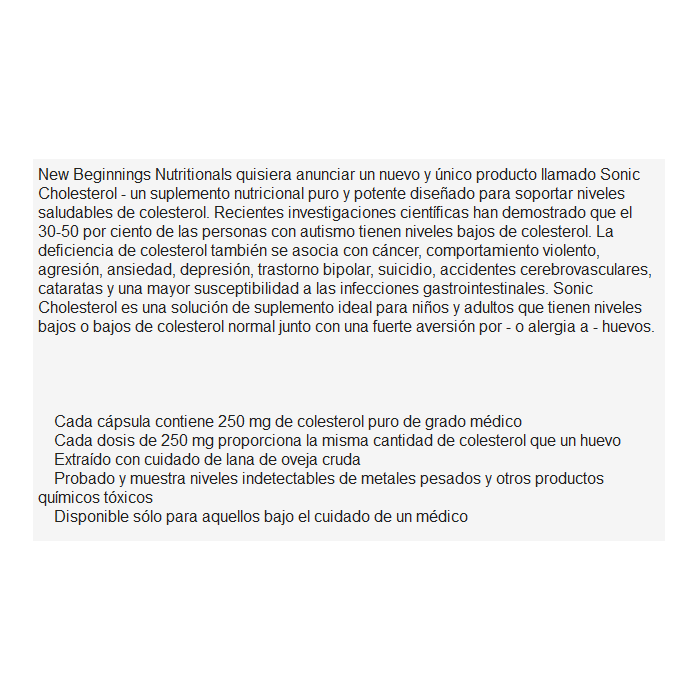 New Beginnings Nutritionals quisiera anunciar un nuevo y único producto llamado Sonic
Cholesterol - un suplemento nutricional puro y potente diseñado para soportar niveles
saludables de colesterol. Recientes investigaciones científicas han demostrado que el
30-50 por ciento de las personas con autismo tienen niveles bajos de colesterol. La
deficiencia de colesterol también se asocia con cáncer, comportamiento violento,
agresión, ansiedad, depresión, trastorno bipolar, suicidio, accidentes cerebrovasculares,
cataratas y una mayor susceptibilidad a las infecciones gastrointestinales. Sonic
Cholesterol es una solución de suplemento ideal para niños y adultos que tienen niveles
bajos o bajos de colesterol normal junto con una fuerte aversión por - o alergia a - huevos.
Cada cápsula contiene 250 mg de colesterol puro de grado médico
Cada dosis de 250 mg proporciona la misma cantidad de colesterol que un huevo
Extraído con cuidado de lana de oveja cruda
Probado y muestra niveles indetectables de metales pesados y otros productos
químicos tóxicos
Disponible sólo para aquellos bajo el cuidado de un médico